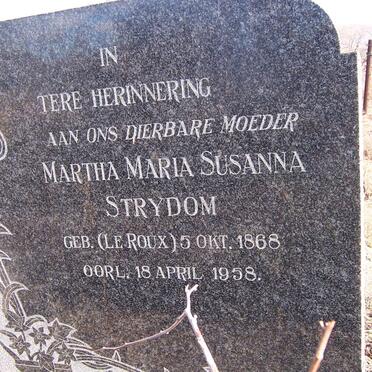 IN
TERE HERINNERING
AAN ONS DIERBARE MOEDER
MARTHA MARIA SUSANNA
STRYDOM
GEB. (LE ROUX) 5 OKT. 1868
OORL. 18 APRIL 1958.